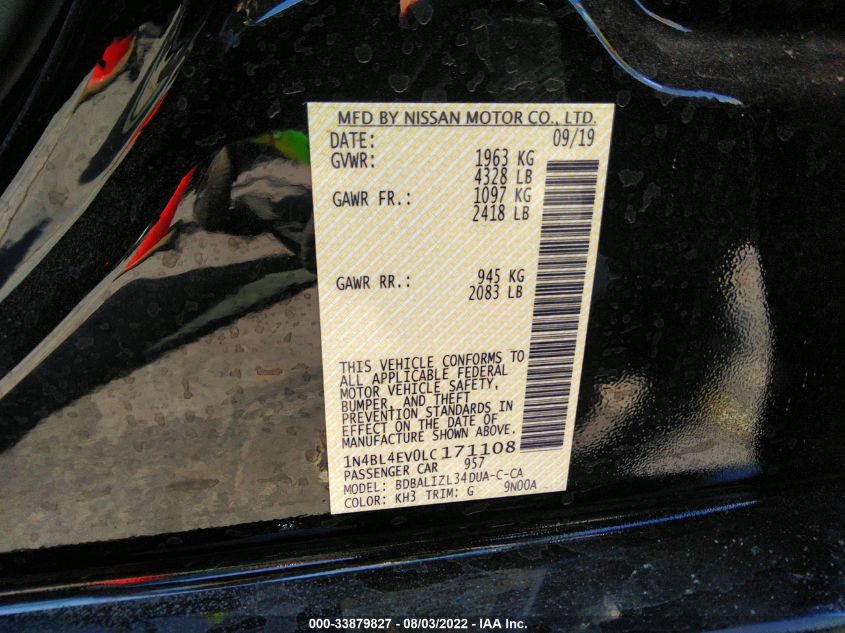 MFD BY NISSAN MOTOR CO., LTD.
DATE: 09/19
GVWR: 1963 KG
4328 LB
GAWR FR.: 1097 KG
2418 LB
GAWR RR.: 945 KG
2083 LB
THIS VEHICLE CONFORMS TO
ALL APPLICABLE FEDERAL
MOTOR VEHICLE SAFETY,
BUMPER, AND THEFT
PREVENTION STANDARDS IN
EFFECT ON THE DATE OF
MANUFACTURE SHOWN ABOVE.
1N4BL4EV0LC171108
PASSENGER CAR 957
MODEL: BDBALIZL34DUA-C-CA
COLOR: KH3 TRIM: G 9N00A
000-33879827 - 08/03/2022 - IAA Inc.